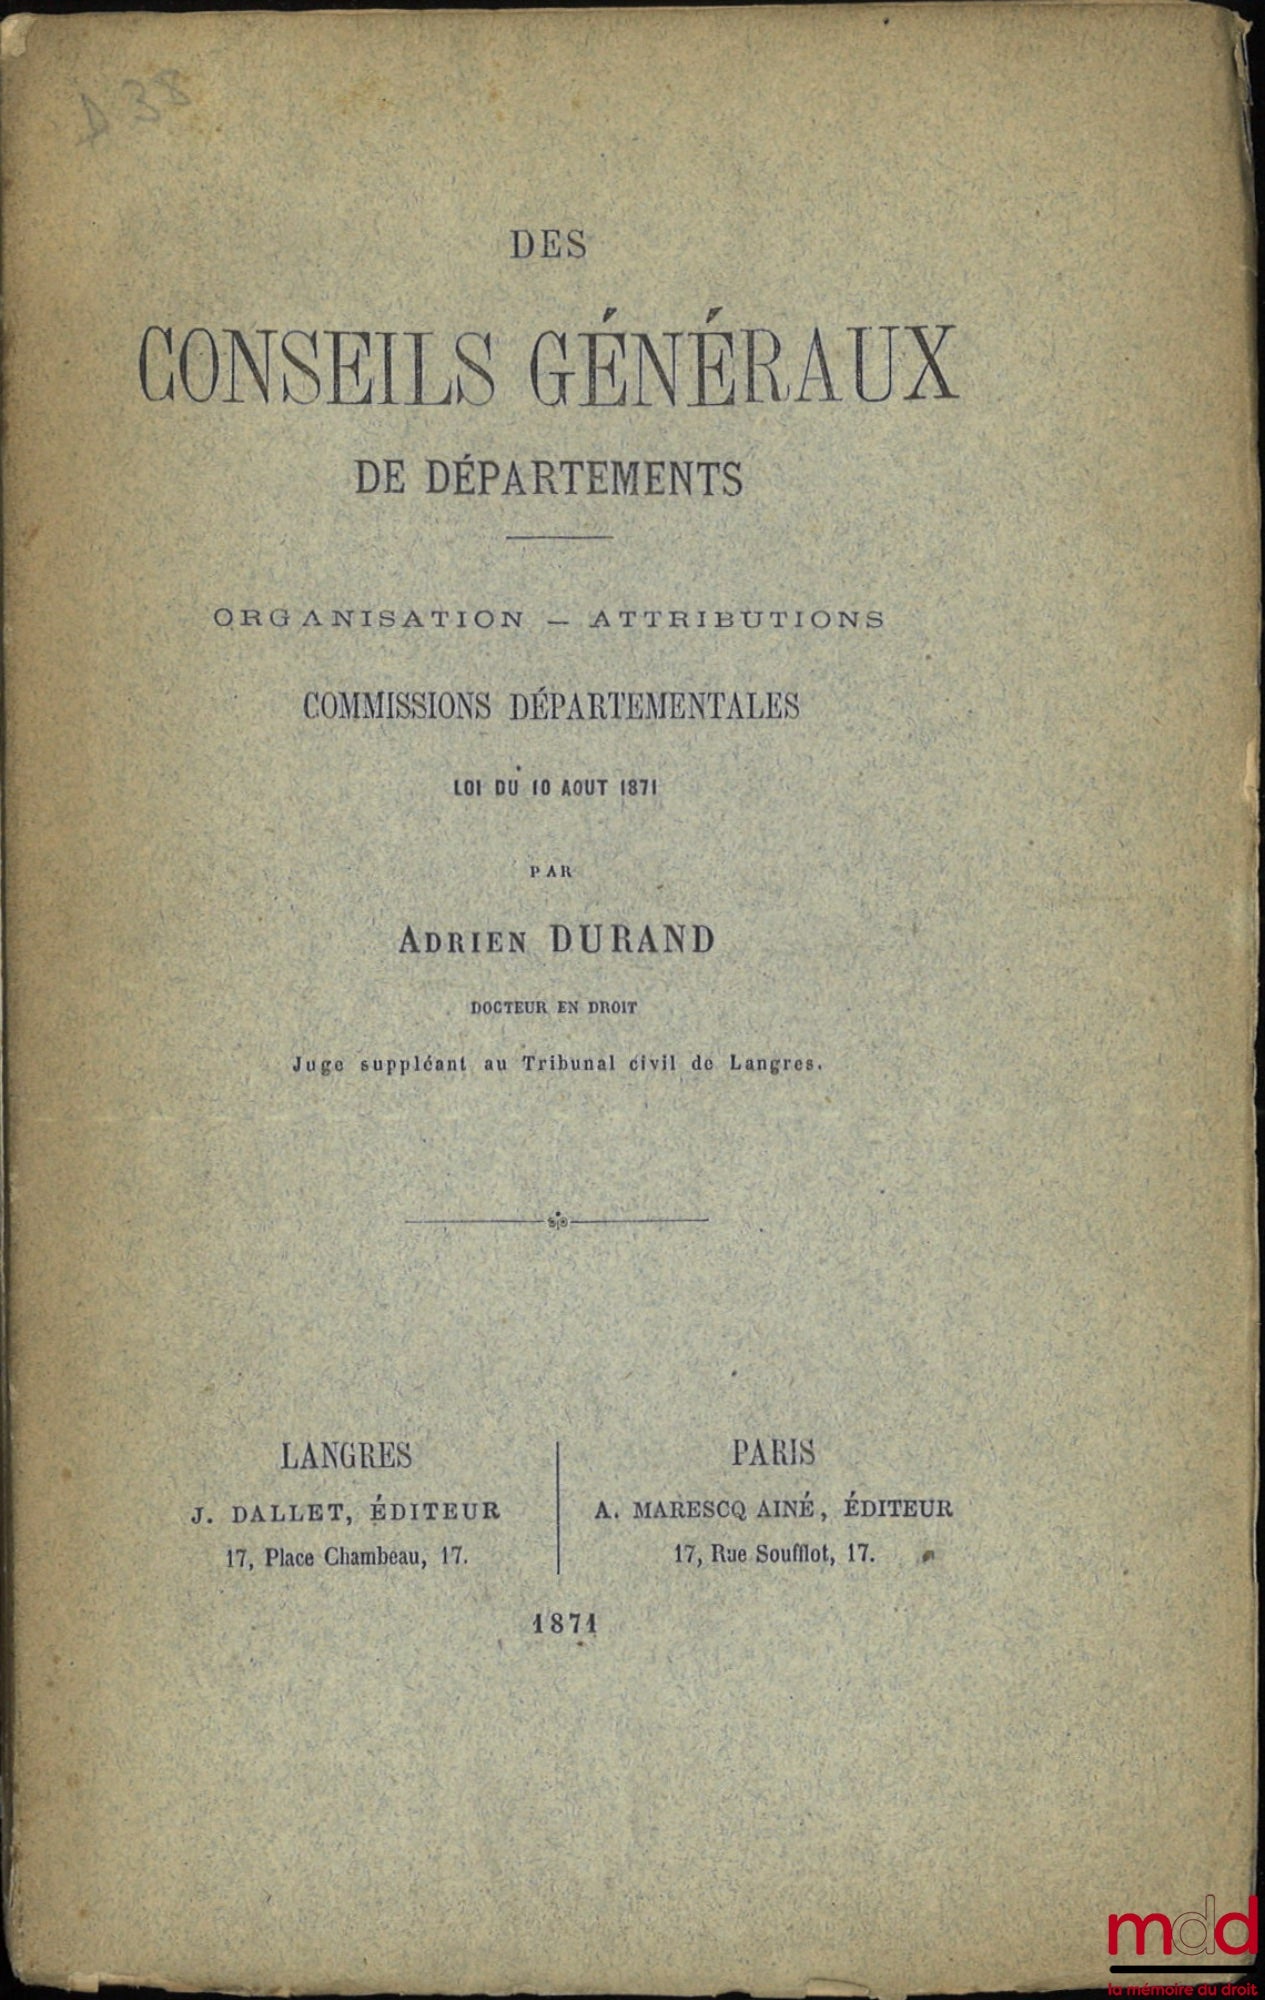 D 38
DES
CONSEILS GÉNÉRAUX
DE DÉPARTEMENTS
ORGANISATION — ATTRIBUTIONS
COMMISSIONS DÉPARTEMENTALES
LOI DU 10 AOUT 1871
PAR
ADRIEN DURAND
DOCTEUR EN DROIT
Juge suppléant au Tribunal civil de Langres.
LANGRES
J. DALLET, ÉDITEUR
17, Place Chambeau, 17.
PARIS
A. MARESCQ AINÉ, ÉDITEUR
17, Rue Soufflot, 17.
1871
mdd
la mémoire du droit